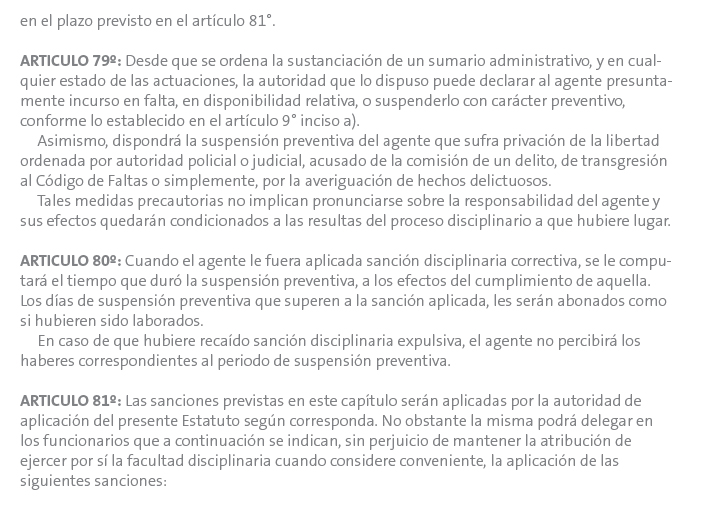 en el plazo previsto en el artículo 81°.
ARTICULO 79º: Desde que se ordena la sustanciación de un sumario administrativo, y en cual-
quier estado de las actuaciones, la autoridad que lo dispuso puede declarar al agente presunta-
mente incurso en falta, en disponibilidad relativa, o suspenderlo con carácter preventivo,
conforme lo establecido en el artículo 9° inciso a).
Asimismo, dispondrá la suspensión preventiva del agente que sufra privación de la libertad
ordenada por autoridad policial o judicial, acusado de la comisión de un delito, de transgresión
al Código de Faltas o simplemente, por la averiguación de hechos delictuosos.
Tales medidas precautorias no implican pronunciarse sobre la responsabilidad del agente y
sus efectos quedarán condicionados a las resultas del proceso disciplinario a que hubiere lugar.
ARTICULO 80º: Cuando el agente le fuera aplicada sanción disciplinaria correctiva, se le compu-
tará el tiempo que duró la suspensión preventiva, a los efectos del cumplimiento de aquella.
Los días de suspensión preventiva que superen a la sanción aplicada, les serán abonados como
si hubieren sido laborados.
En caso de que hubiere recaído sanción disciplinaria expulsiva, el agente no percibirá los
haberes correspondientes al periodo de suspensión preventiva.
ARTICULO 81º: Las sanciones previstas en este capítulo serán aplicadas por la autoridad de
aplicación del presente Estatuto según corresponda. No obstante la misma podrá delegar en
los funcionarios que a continuación se indican, sin perjuicio de mantener la atribución de
ejercer por sí la facultad disciplinaria cuando considere conveniente, la aplicación de las
siguientes sanciones: